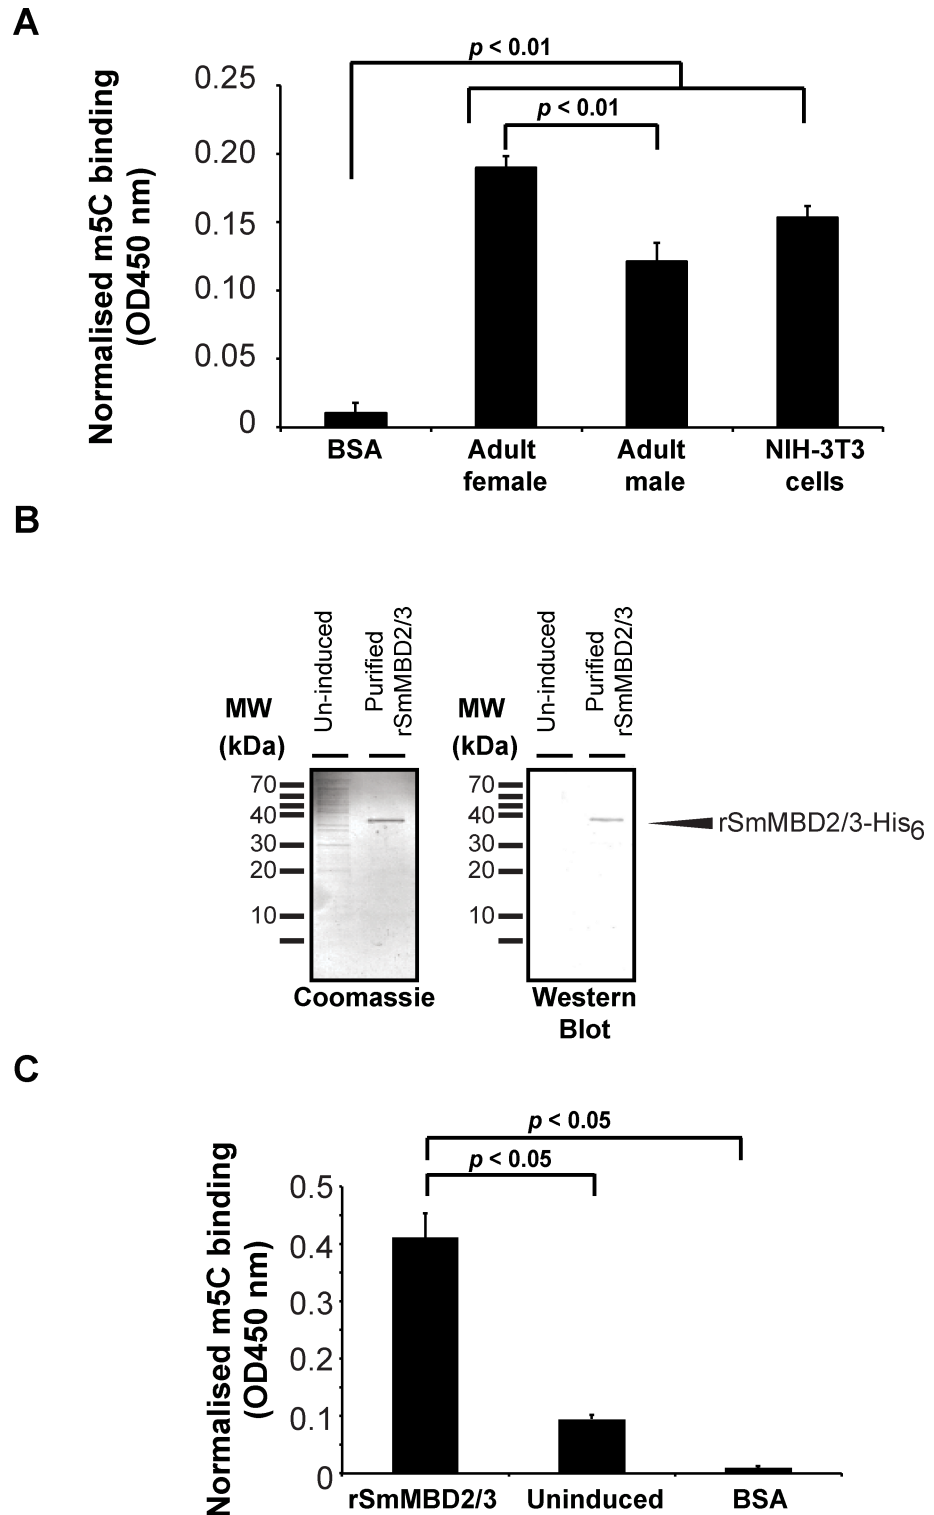 A
p < 0.01
p < 0.01
Normalised m5C binding
(OD450 nm)
0.25
0.20
0.15
0.10
0.05
0
BSA
Adult
female
Adult
male
NIH-3T3
cells
B
MW
(kDa)
Un-induced
Purified
rSmMBD2/3
70
40
30
20
10
Coomassie
MW
(kDa)
Un-induced
Purified
rSmMBD2/3
70
40
30
20
10
Western
Blot
rSmMBD2/3-His6
C
p < 0.05
p < 0.05
Normalised m5C binding
(OD450 nm)
0.5
0.4
0.3
0.2
0.1
0
rSmMBD2/3
Uninduced
BSA